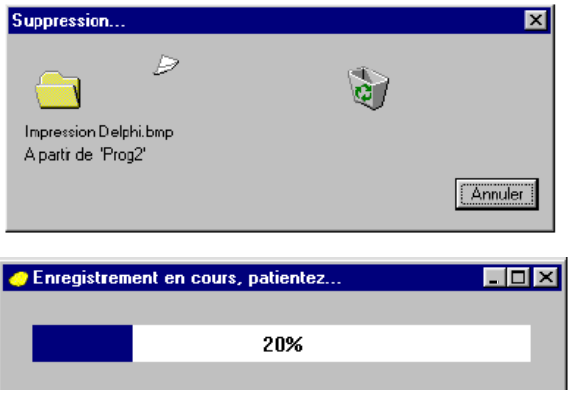 Suppression...
Impression Delphi.bmp
A partir de 'Prog2'
Annuler
Enregistrement en cours, patientez...
20%